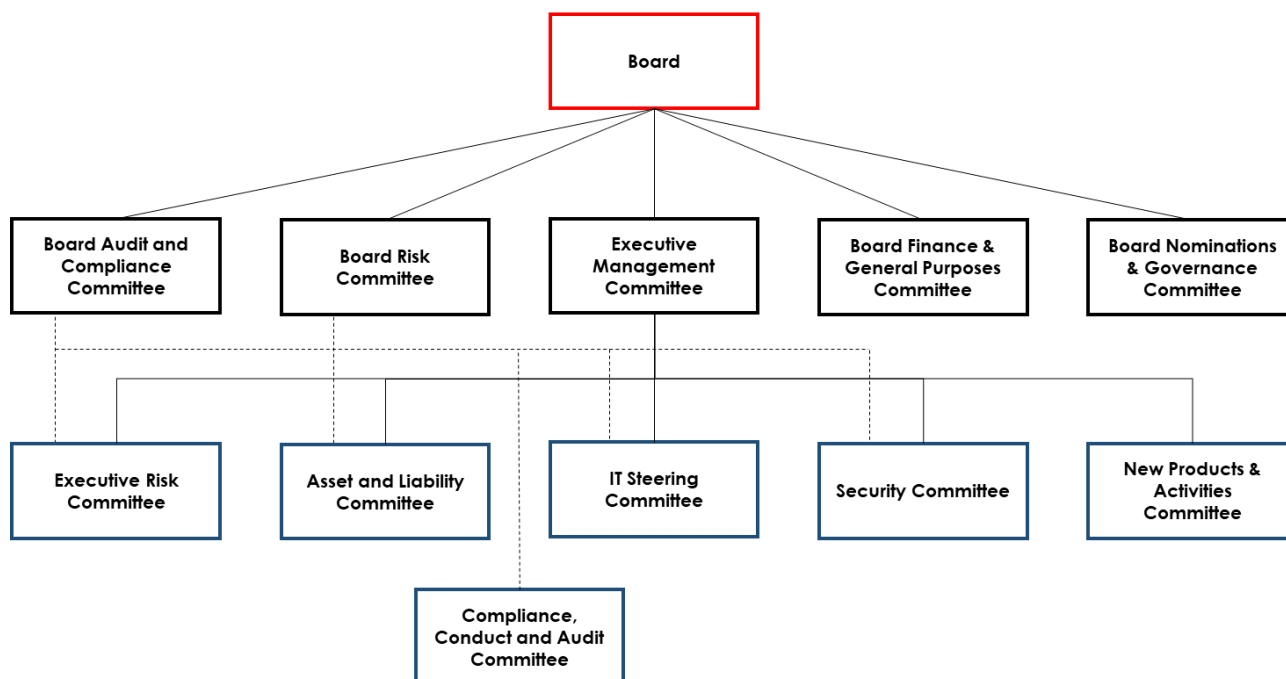 Board
Board Audit and
Compliance
Committee
Board Risk
Committee
Executive
Management
Committee
Board Finance &
General Purposes
Committee
Board Nominations
& Governance
Committee
Executive Risk
Committee
Asset and Liability
Committee
IT Steering
Committee
Security Committee
New Products &
Activities
Committee
Compliance,
Conduct and Audit
Committee